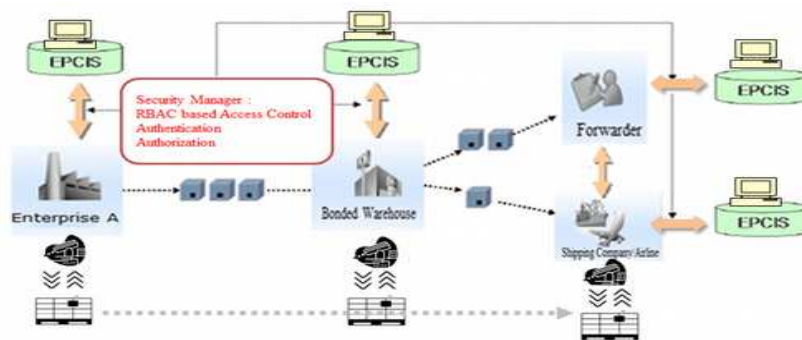 EPCIS
EPCIS
EPCIS
Security Manager :
RBAC based Access Control
Authentication
Authorization
Forwarder
Enterprise A
Bonded Warehouse
Shipping Company/Airline
EPCIS